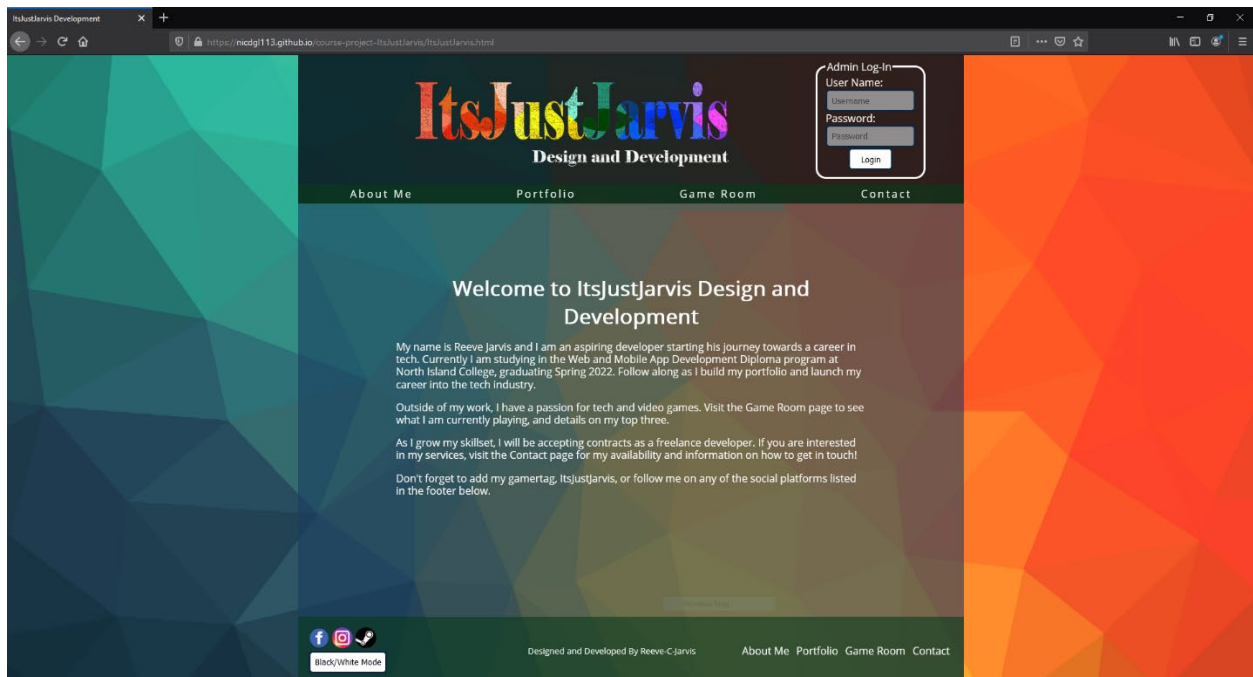 ItsJustJarvis Development
https://nicdgl113.github.io/course-project-ItsJustJarvis/ItsJustJarvis.html
ItsJustJarvis
Design and Development
Admin Log-In
User Name:
Username
Password:
Password
Login
About Me Portfolio Game Room Contact
Welcome to ItsJustJarvis Design and
Development
My name is Reeve Jarvis and I am an aspiring developer starting his journey towards a career in
tech. Currently I am studying in the Web and Mobile App Development Diploma program at
North Island College, graduating Spring 2022. Follow along as I build my portfolio and launch my
career into the tech industry.
Outside of my work, I have a passion for tech and video games. Visit the Game Room page to see
what I am currently playing, and details on my top three.
As I grow my skillset, I will be accepting contracts as a freelance developer. If you are interested
in my services, visit the Contact page for my availability and information on how to get in touch!
Don't forget to add my gamertag, ItsJustJarvis, or follow me on any of the social platforms listed
in the footer below.
Black/White Mode
Designed and Developed By Reeve-C-Jarvis
About Me Portfolio Game Room Contact